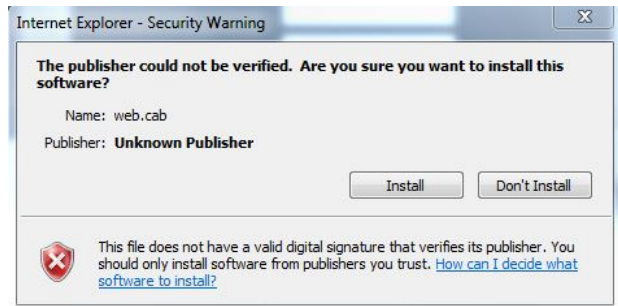 Internet Explorer - Security Warning
The publisher could not be verified. Are you sure you want to install this
software?
Name: web.cab
Publisher: Unknown Publisher
Install Don't Install
This file does not have a valid digital signature that verifies its publisher. You
should only install software from publishers you trust. How can I decide what
software to install?